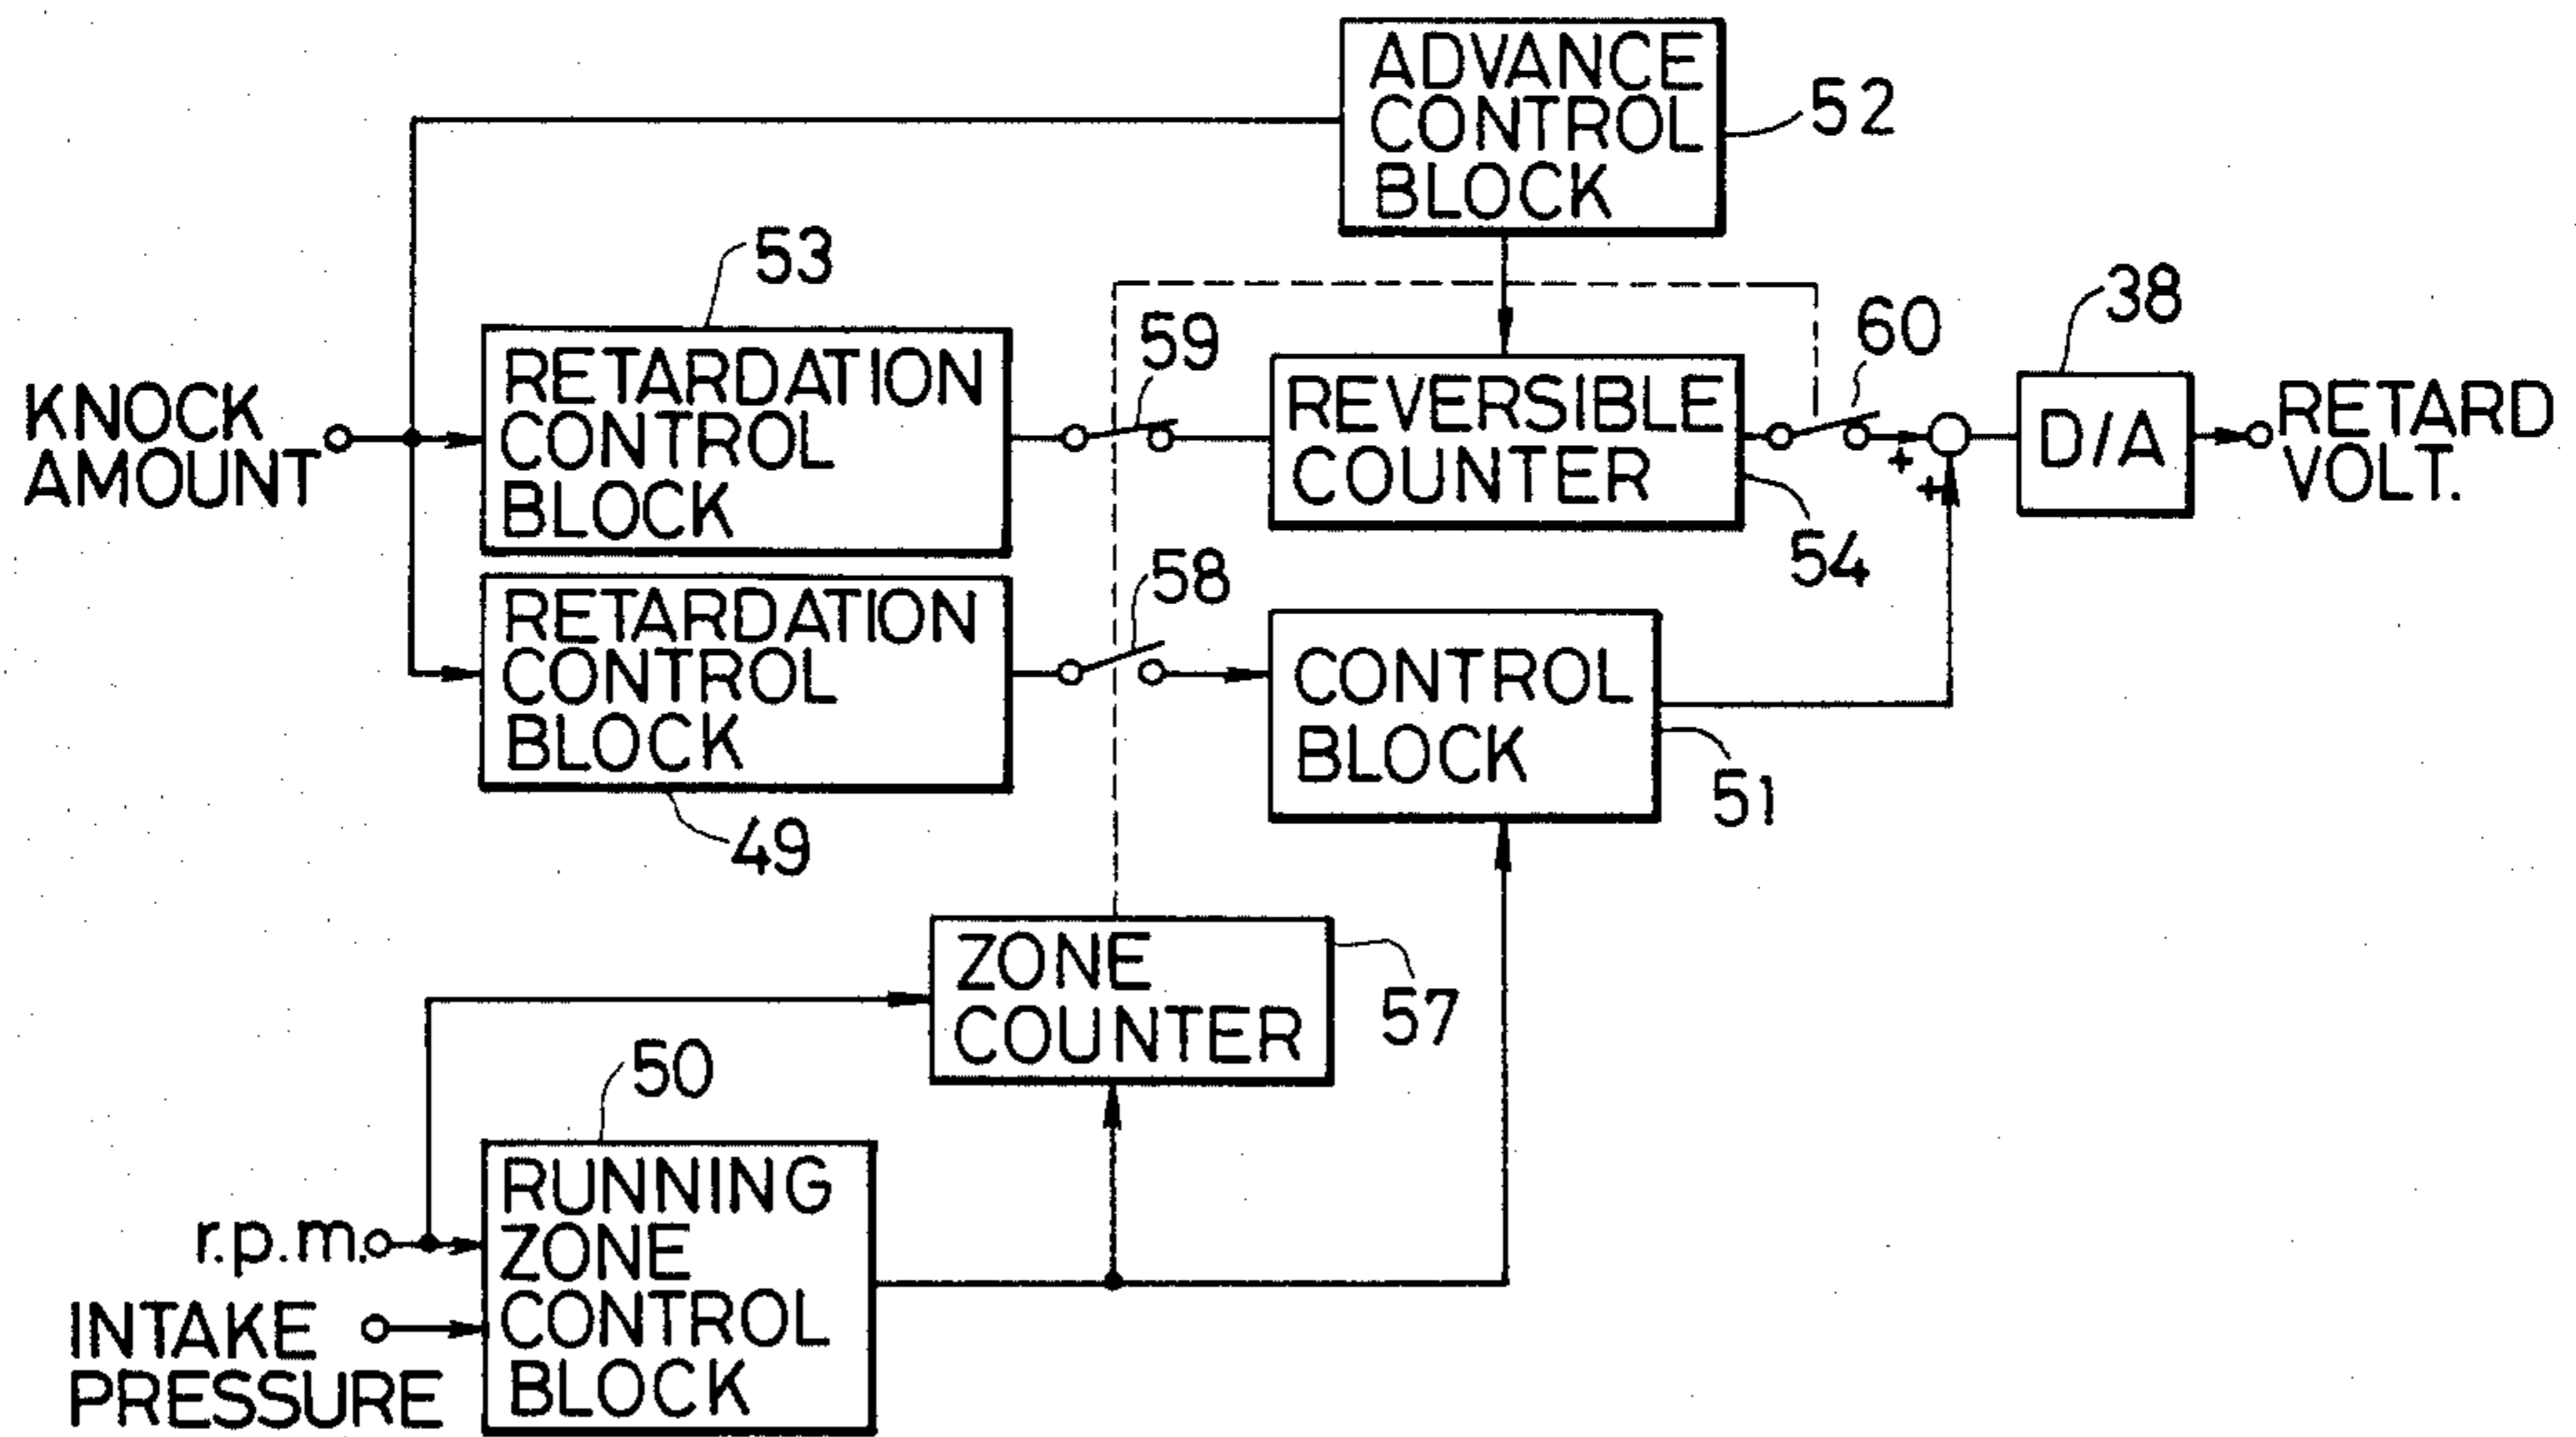 ADVANCE
CONTROL
BLOCK
52
53
59
60
38
KNOCK
AMOUNT
RETARDATION
CONTROL
BLOCK
REVERSIBLE
COUNTER
+
+
D/A
RETARD
VOLT.
54
58
RETARDATION
CONTROL
BLOCK
49
CONTROL
BLOCK
51
ZONE
COUNTER
57
50
r.p.m.
INTAKE
PRESSURE
RUNNING
ZONE
CONTROL
BLOCK